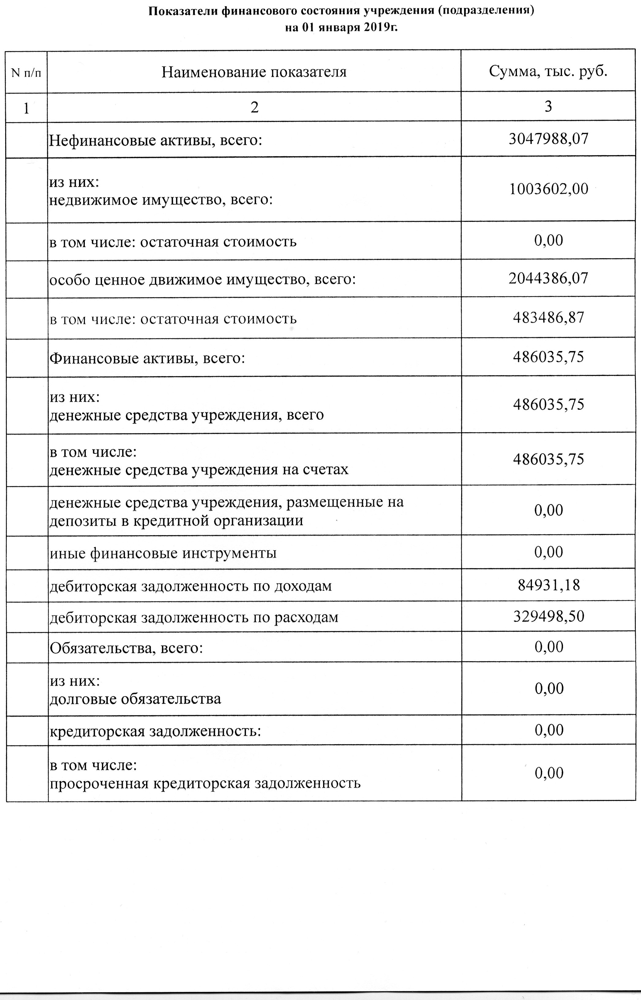 Показатели финансового состояния учреждения (подразделения)
на 01 января 2019г.
N п/п Наименование показателя Сумма, тыс. руб.
1 2 3
Нефинансовые активы, всего: 3047988,07
из них:
недвижимое имущество, всего: 1003602,00
в том числе: остаточная стоимость 0,00
особо ценное движимое имущество, всего: 2044386,07
в том числе: остаточная стоимость 483486,87
Финансовые активы, всего: 486035,75
из них:
денежные средства учреждения, всего 486035,75
в том числе:
денежные средства учреждения на счетах 486035,75
денежные средства учреждения, размещенные на
депозиты в кредитной организации 0,00
иные финансовые инструменты 0,00
дебиторская задолженность по доходам 84931,18
дебиторская задолженность по расходам 329498,50
Обязательства, всего: 0,00
из них:
долговые обязательства 0,00
кредиторская задолженность: 0,00
в том числе:
просроченная кредиторская задолженность 0,00